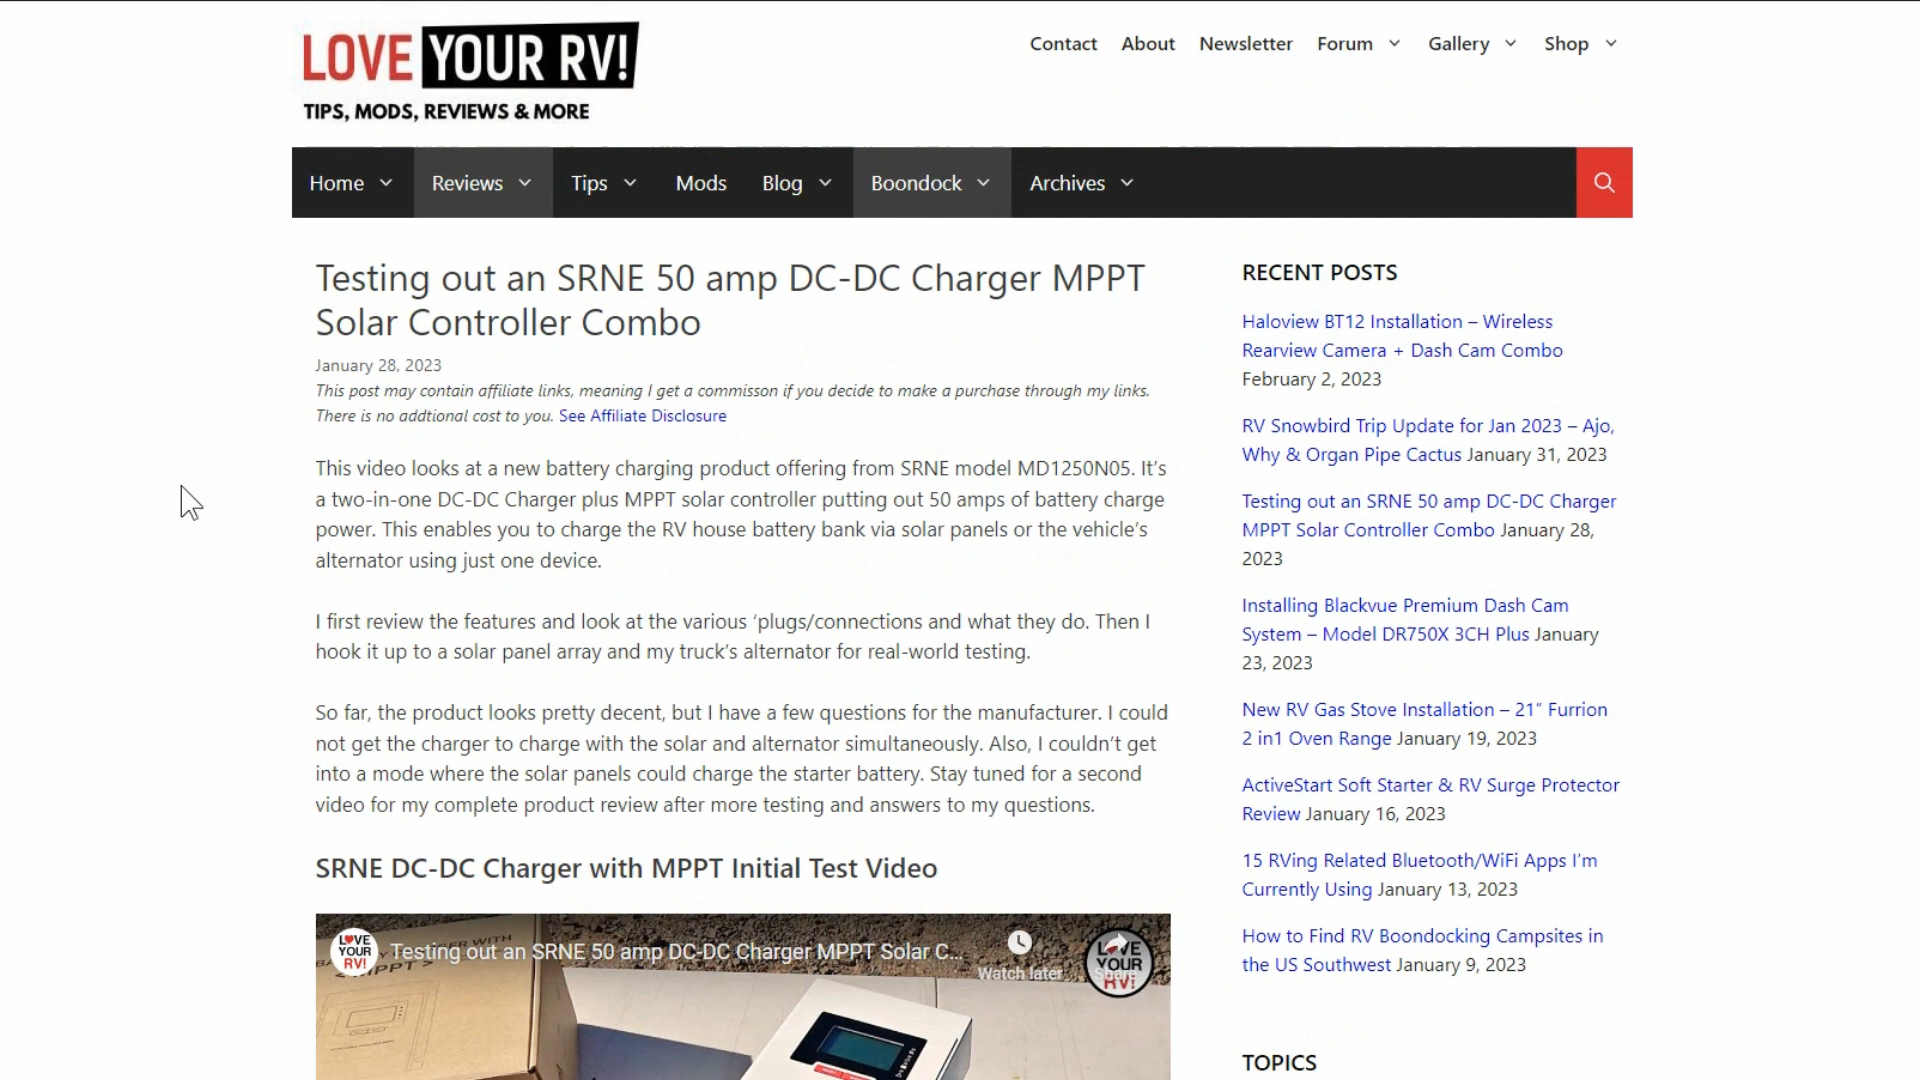 LOVE YOUR RV!
TIPS, MODS, REVIEWS & MORE
Contact About Newsletter Forum Gallery Shop
Home Reviews Tips Mods Blog Boondock Archives
Testing out an SRNE 50 amp DC-DC Charger MPPT
Solar Controller Combo
January 28, 2023
This post may contain affiliate links, meaning I get a commisson if you decide to make a purchase through my links.
There is no addtional cost to you. See Affiliate Disclosure
This video looks at a new battery charging product offering from SRNE model MD1250N05. It’s
a two-in-one DC-DC Charger plus MPPT solar controller putting out 50 amps of battery charge
power. This enables you to charge the RV house battery bank via solar panels or the vehicle’s
alternator using just one device.
I first review the features and look at the various ‘plugs/connections and what they do. Then I
hook it up to a solar panel array and my truck’s alternator for real-world testing.
So far, the product looks pretty decent, but I have a few questions for the manufacturer. I could
not get the charger to charge with the solar and alternator simultaneously. Also, I couldn’t get
into a mode where the solar panels could charge the starter battery. Stay tuned for a second
video for my complete product review after more testing and answers to my questions.
SRNE DC-DC Charger with MPPT Initial Test Video
LOVE
YOUR
RV!
Testing out an SRNE 50 amp DC-DC Charger MPPT Solar C...
Watch later
Share
LOVE
YOUR
RV!
RECENT POSTS
Haloview BT12 Installation – Wireless
Rearview Camera + Dash Cam Combo
February 2, 2023
RV Snowbird Trip Update for Jan 2023 – Ajo,
Why & Organ Pipe Cactus January 31, 2023
Testing out an SRNE 50 amp DC-DC Charger
MPPT Solar Controller Combo January 28,
2023
Installing Blackvue Premium Dash Cam
System – Model DR750X 3CH Plus January
23, 2023
New RV Gas Stove Installation – 21” Furrion
2 in1 Oven Range January 19, 2023
ActiveStart Soft Starter & RV Surge Protector
Review January 16, 2023
15 RVing Related Bluetooth/WiFi Apps I’m
Currently Using January 13, 2023
How to Find RV Boondocking Campsites in
the US Southwest January 9, 2023
TOPICS